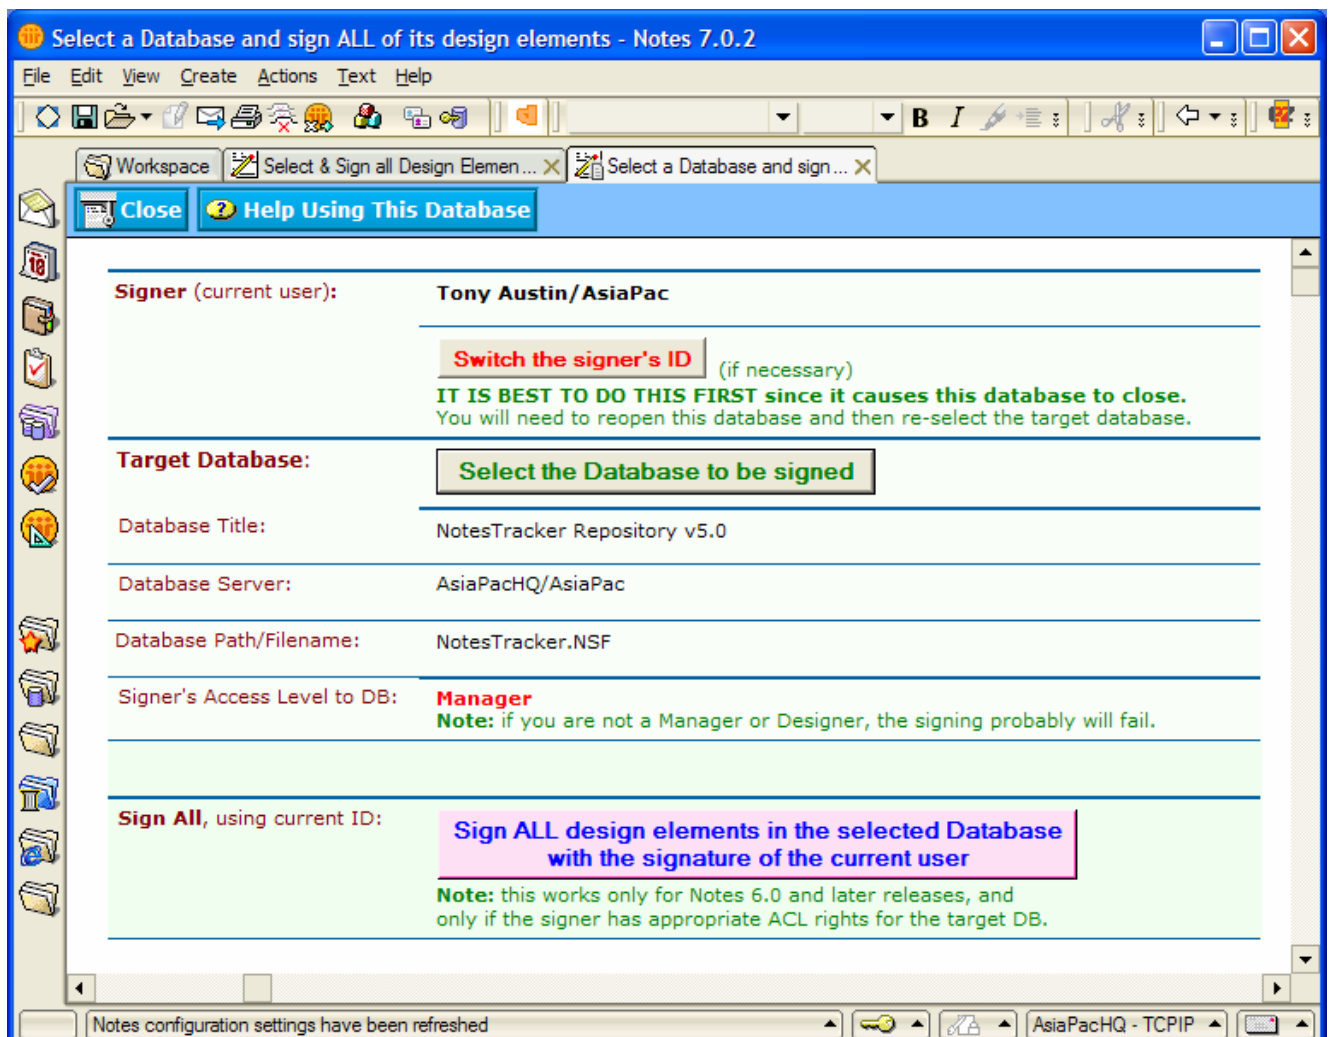 Select a Database and sign ALL of its design elements - Notes 7.0.2
File Edit View Create Actions Text Help
B I
Workspace Select & Sign all Design Elemen... Select a Database and sign...
Close Help Using This Database
Signer (current user): Tony Austin/AsiaPac
Switch the signer's ID (if necessary)
IT IS BEST TO DO THIS FIRST since it causes this database to close.
You will need to reopen this database and then re-select the target database.
Target Database: Select the Database to be signed
Database Title: NotesTracker Repository v5.0
Database Server: AsiaPacHQ/AsiaPac
Database Path/Filename: NotesTracker.NSF
Signer's Access Level to DB: Manager
Note: if you are not a Manager or Designer, the signing probably will fail.
Sign All, using current ID: Sign ALL design elements in the selected Database
with the signature of the current user
Note: this works only for Notes 6.0 and later releases, and
only if the signer has appropriate ACL rights for the target DB.
Notes configuration settings have been refreshed AsiaPacHQ - TCPIP